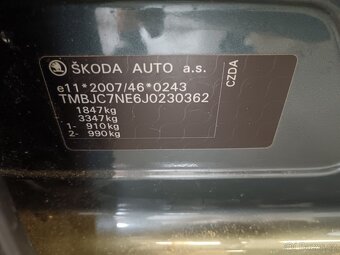 ŠKODA AUTO a.s.
e11*2007/46*0243
TMBJC7NE6J0230362
1847kg
3347kg
1- 910kg
2- 990kg
CZDA